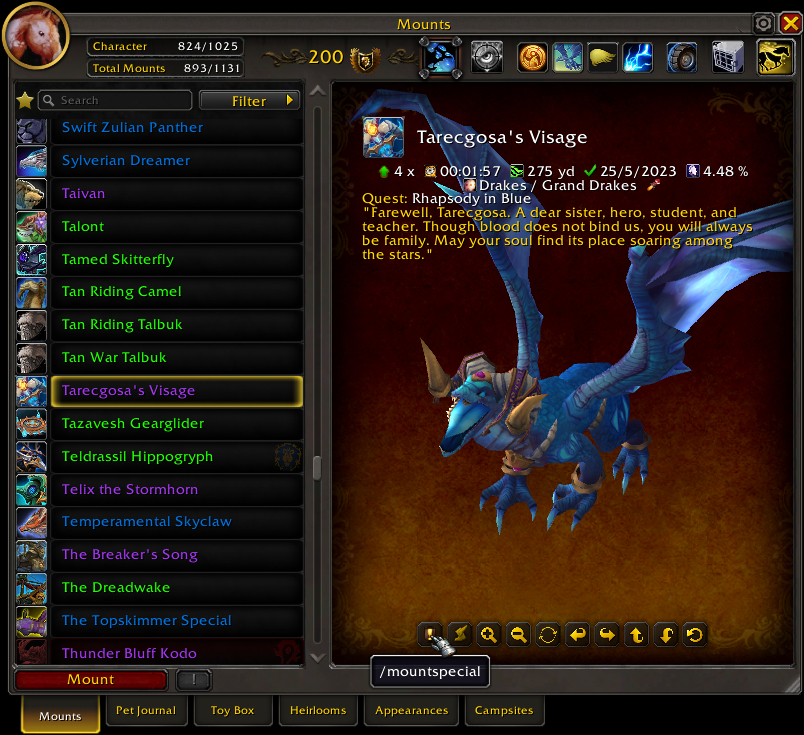 Mounts
Character 824/1025
Total Mounts 893/1131
200
Search
Filter
Swift Zulian Panther
Sylverian Dreamer
Taivan
Talont
Tamed Skitterfly
Tan Riding Camel
Tan Riding Talbuk
Tan War Talbuk
Tarecgosa's Visage
Tazavesh Gearglider
Teldrassil Hippogryph
Telix the Stormhorn
Temperamental Skyclaw
The Breaker's Song
The Dreadwake
The Topskimmer Special
Thunder Bluff Kodo
Tarecgosa's Visage
4 x 00:01:57 275 yd 25/5/2023 4.48 %
Drakes / Grand Drakes
Quest: Rhapsody in Blue
"Farewell, Tarecgosa. A dear sister, hero, student, and
teacher. Though blood does not bind us, you will always
be family. May your soul find its place soaring among
the stars."
/mountspecial
Mount
!
Mounts
Pet Journal
Toy Box
Heirlooms
Appearances
Campsites